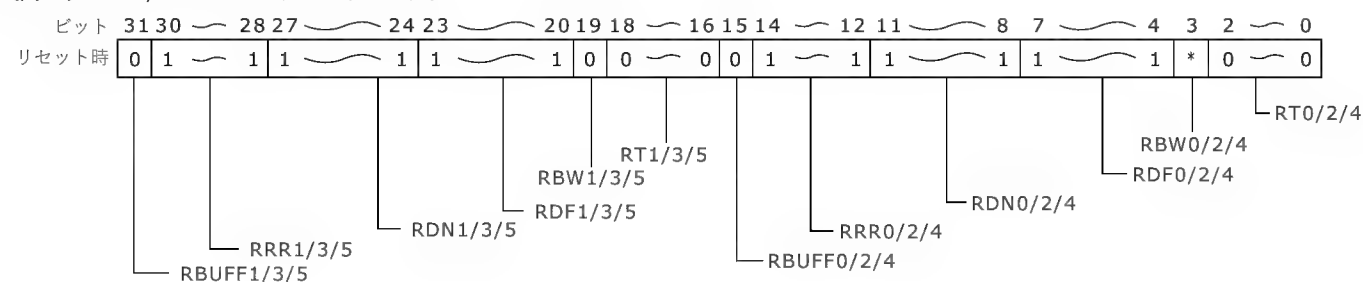 ビット 31 30 〜 28 27 〜 24 23 〜 20 19 18 〜 16 15 14 〜 12 11 〜 8 7 〜 4 3 2 〜 0
リセット時 0 1 〜 1 1 〜 1 1 〜 1 0 0 〜 0 0 1 〜 1 1 〜 1 1 〜 1 * 0 〜 0
RT0/2/4
RBW0/2/4
RT1/3/5
RDF0/2/4
RBW1/3/5
RDN0/2/4
RDF1/3/5
RDN1/3/5
RRR0/2/4
RRR1/3/5
RBUFF0/2/4
RBUFF1/3/5